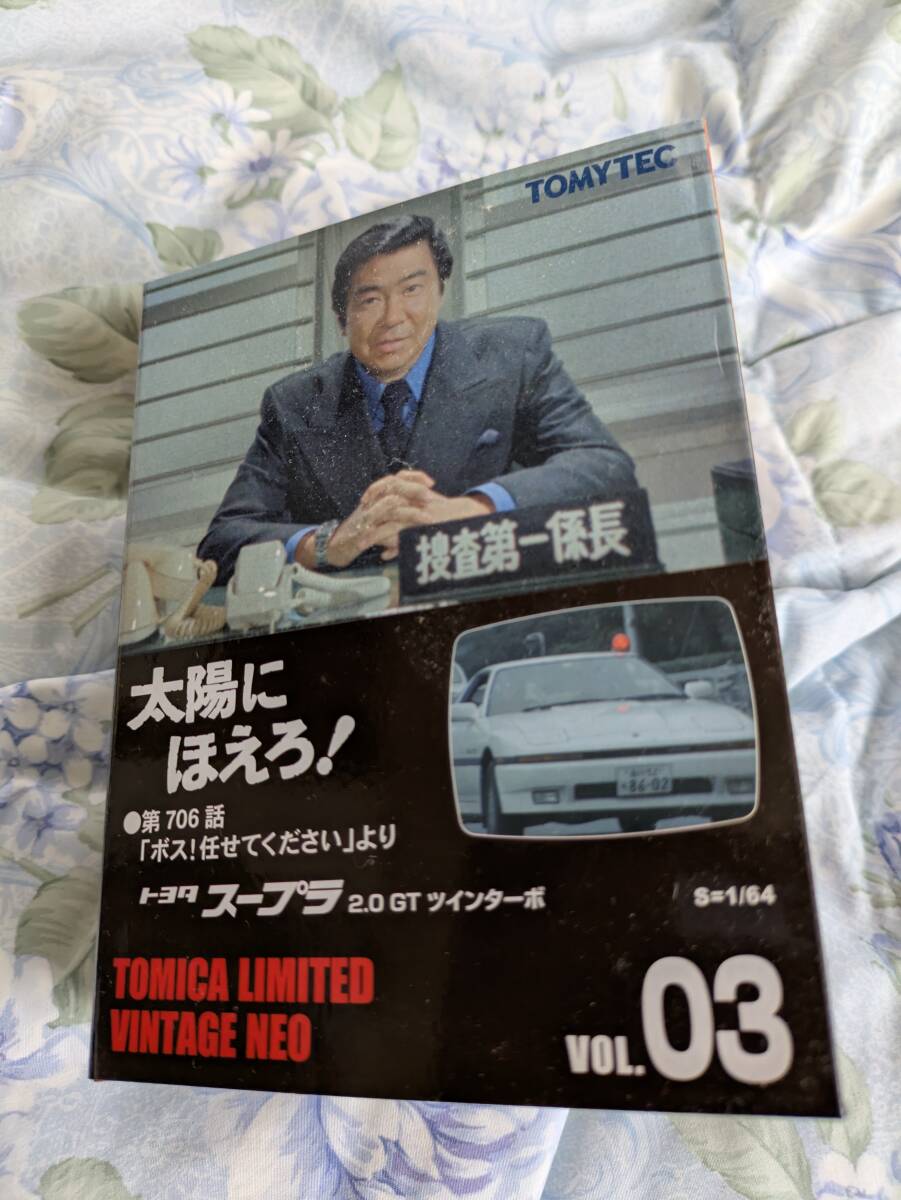 TOMYTEC
捜査第一係長
太陽に
ほえろ!
86-02
●第706話
「ボス!任せてください」より
トヨタ スープラ 2.0 GT ツインターボ
S=1/64
TOMICA LIMITED
VINTAGE NEO
VOL.03